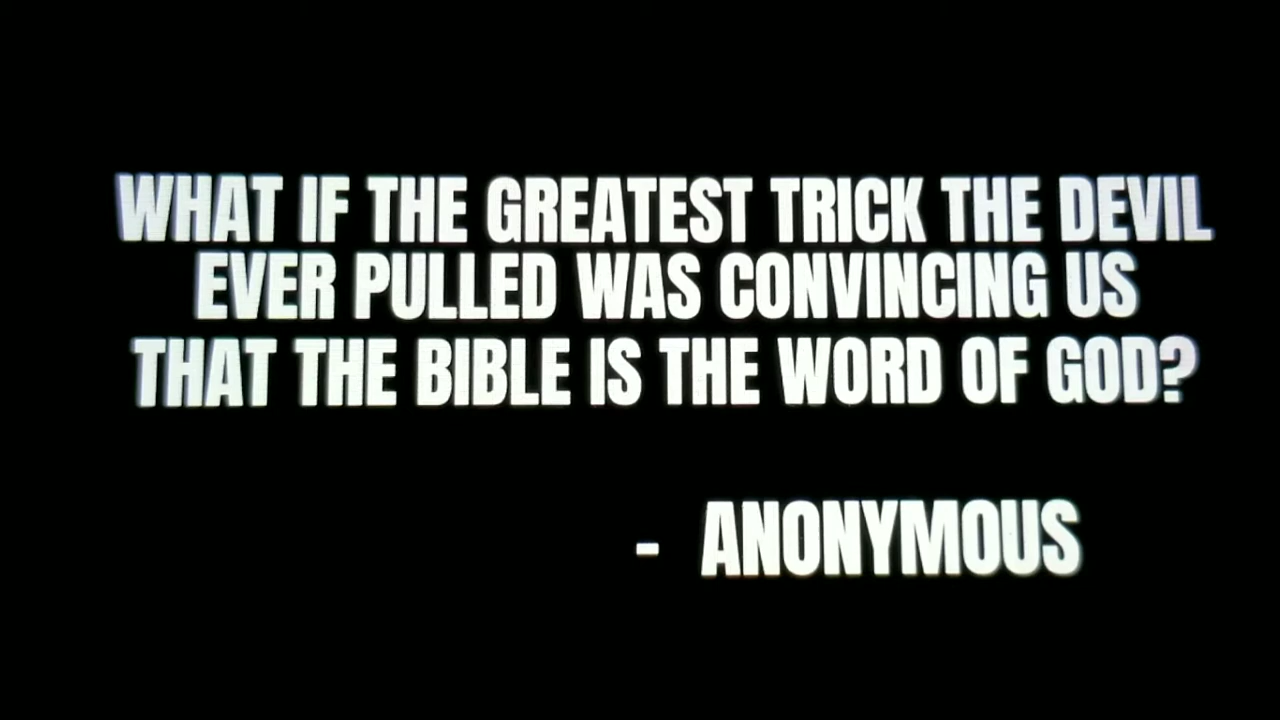 WHAT IF THE GREATEST TRICK THE DEVIL
EVER PULLED WAS CONVINCING US
THAT THE BIBLE IS THE WORD OF GOD?
- ANONYMOUS